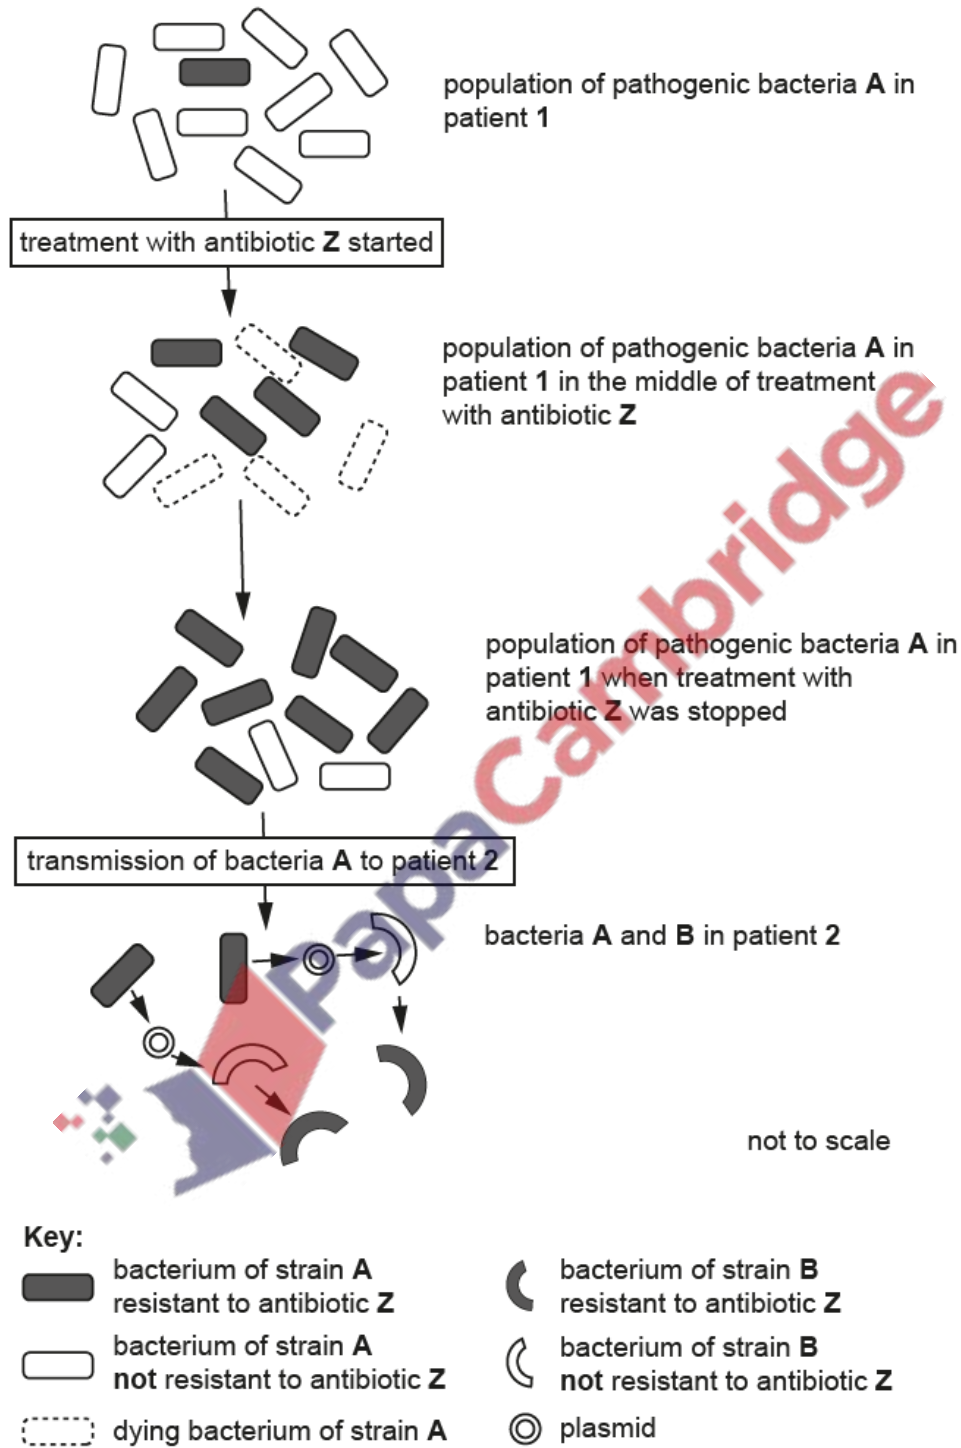 population of pathogenic bacteria A in
patient 1
treatment with antibiotic Z started
population of pathogenic bacteria A in
patient 1 in the middle of treatment
with antibiotic Z
population of pathogenic bacteria A in
patient 1 when treatment with
antibiotic Z was stopped
transmission of bacteria A to patient 2
bacteria A and B in patient 2
PapaCambridge
not to scale
Key:
bacterium of strain A
resistant to antibiotic Z
bacterium of strain A
not resistant to antibiotic Z
dying bacterium of strain A
bacterium of strain B
resistant to antibiotic Z
bacterium of strain B
not resistant to antibiotic Z
plasmid